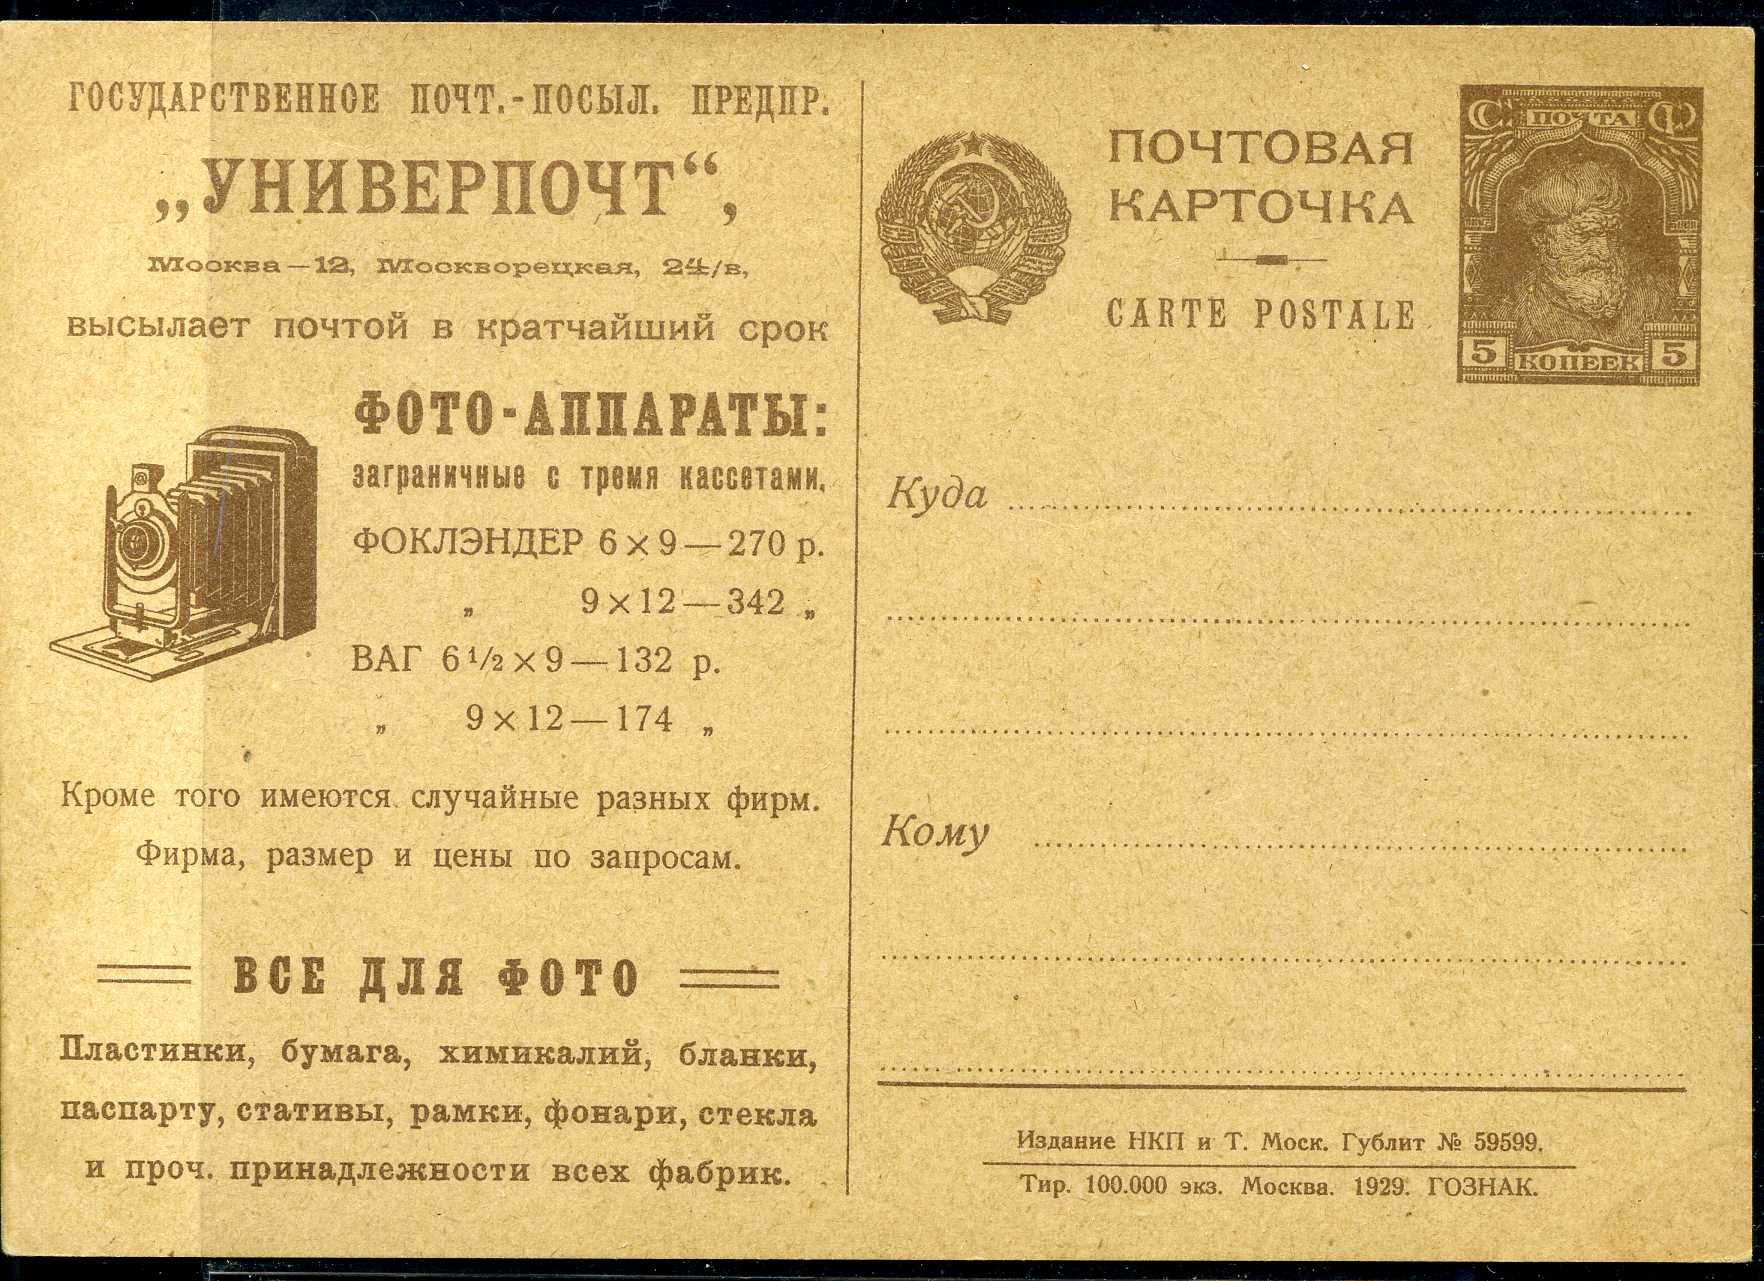 ГОСУДАРСТВЕННОЕ ПОЧТ.-ПОСЫЛ. ПРЕДПР.
„УНИВЕРПОЧТ“,
Москва—12, Москворецкая, 24/в,
высылает почтой в кратчайший срок
ФОТО-АППАРАТЫ:
заграничные с тремя кассетами,
ФОКЛЭНДЕР 6 × 9 — 270 р.
„ 9 × 12 — 342 „
ВАГ 6 1/2 × 9 — 132 р.
„ 9 × 12 — 174 „
Кроме того имеются случайные разных фирм.
Фирма, размер и цены по запросам.
ВСЕ ДЛЯ ФОТО
Пластинки, бумага, химикалий, бланки,
паспарту, стативы, рамки, фонари, стекла
и проч. принадлежности всех фабрик.
ПОЧТОВАЯ
КАРТОЧКА
CARTE POSTALE
ПОЧТА
5 КОПЕЕК 5
Куда
Кому
Издание НКП и Т. Моск. Гублит № 59599.
Тир. 100.000 экз. Москва. 1929. ГОЗНАК.